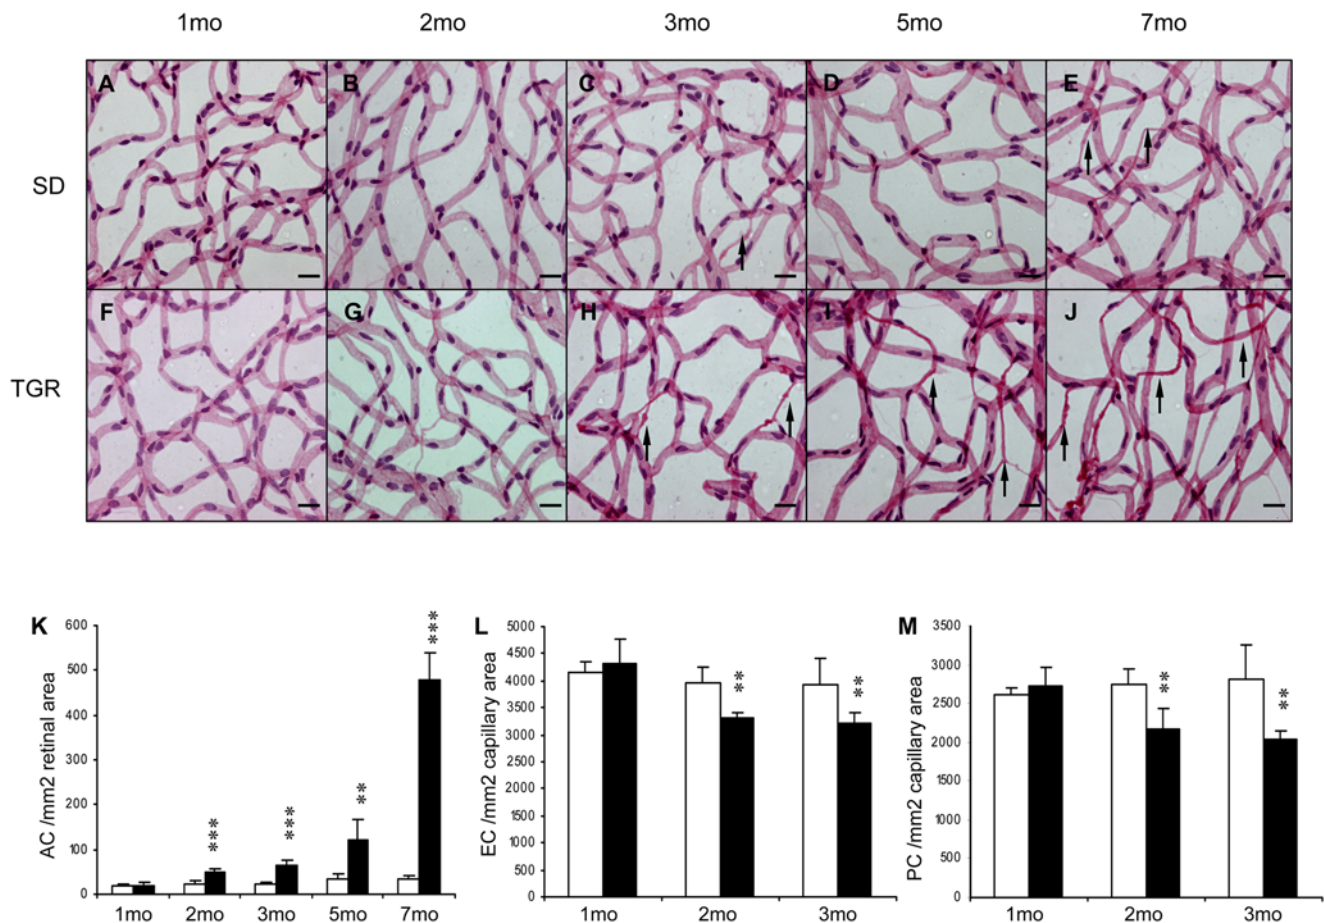 1mo 2mo 3mo 5mo 7mo
SD
A B C D E
TGR
F G H I J
K
AC /mm2 retinal area
600
500
400
300
200
100
0
***
***
**
***
1mo 2mo 3mo 5mo 7mo
L
EC /mm2 capillary area
5000
4500
4000
3500
3000
2500
2000
1500
1000
500
0
**
**
1mo 2mo 3mo
M
PC /mm2 capillary area
3500
3000
2500
2000
1500
1000
500
0
**
**
1mo 2mo 3mo